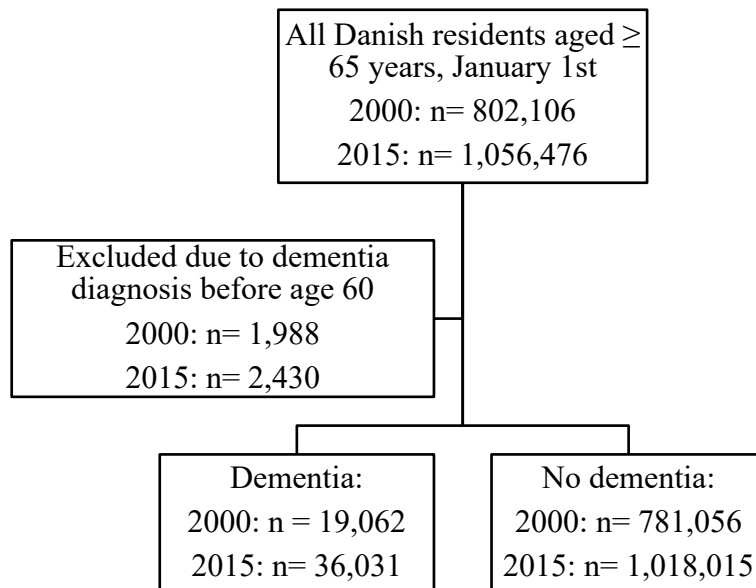 All Danish residents aged ≥
65 years, January 1st
2000: n= 802,106
2015: n= 1,056,476
Excluded due to dementia
diagnosis before age 60
2000: n= 1,988
2015: n= 2,430
Dementia:
2000: n = 19,062
2015: n= 36,031
No dementia:
2000: n= 781,056
2015: n= 1,018,015